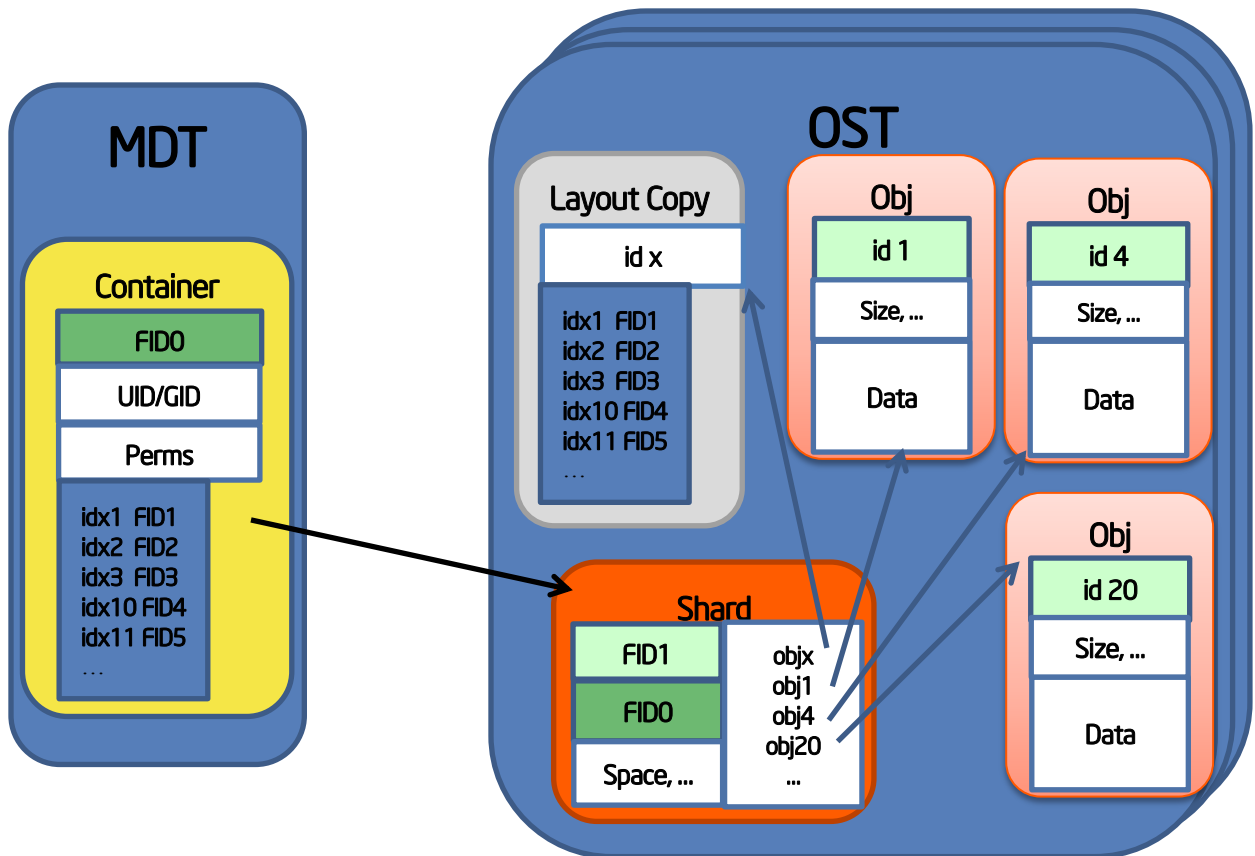 MDT
Container
FID0
UID/GID
Perms
idx1 FID1
idx2 FID2
idx3 FID3
idx10 FID4
idx11 FID5
...
OST
Layout Copy
id x
idx1 FID1
idx2 FID2
idx3 FID3
idx10 FID4
idx11 FID5
...
Obj
id 1
Size, ...
Data
Obj
id 4
Size, ...
Data
Shard
FID1
FID0
Space, ...
objx
obj1
obj4
obj20
...
Obj
id 20
Size, ...
Data